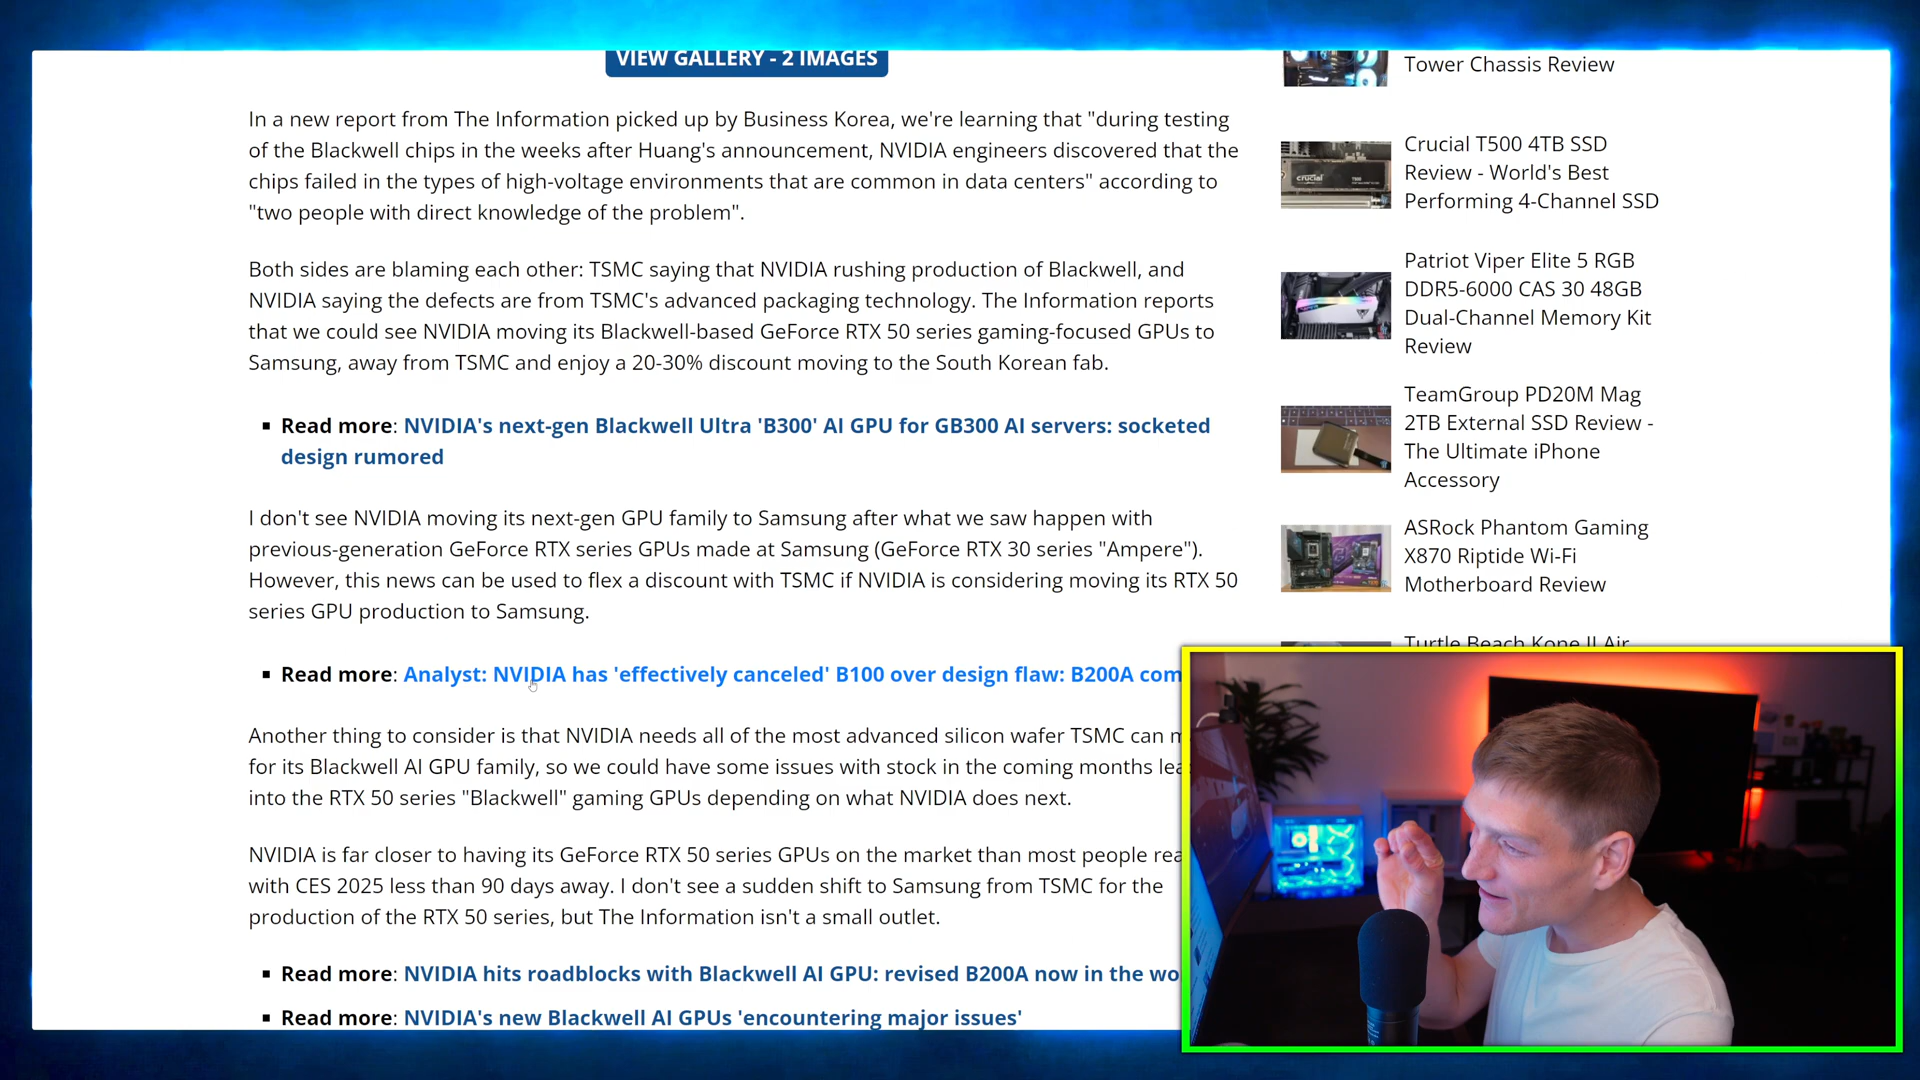 VIEW GALLERY - 2 IMAGES
In a new report from The Information picked up by Business Korea, we're learning that "during testing
of the Blackwell chips in the weeks after Huang's announcement, NVIDIA engineers discovered that the
chips failed in the types of high-voltage environments that are common in data centers" according to
"two people with direct knowledge of the problem".
Both sides are blaming each other: TSMC saying that NVIDIA rushing production of Blackwell, and
NVIDIA saying the defects are from TSMC's advanced packaging technology. The Information reports
that we could see NVIDIA moving its Blackwell-based GeForce RTX 50 series gaming-focused GPUs to
Samsung, away from TSMC and enjoy a 20-30% discount moving to the South Korean fab.
Read more: NVIDIA's next-gen Blackwell Ultra 'B300' AI GPU for GB300 AI servers: socketed
design rumored
I don't see NVIDIA moving its next-gen GPU family to Samsung after what we saw happen with
previous-generation GeForce RTX series GPUs made at Samsung (GeForce RTX 30 series "Ampere").
However, this news can be used to flex a discount with TSMC if NVIDIA is considering moving its RTX 50
series GPU production to Samsung.
Read more: Analyst: NVIDIA has 'effectively canceled' B100 over design flaw: B200A com
Another thing to consider is that NVIDIA needs all of the most advanced silicon wafer TSMC can
for its Blackwell AI GPU family, so we could have some issues with stock in the coming months lea
into the RTX 50 series "Blackwell" gaming GPUs depending on what NVIDIA does next.
NVIDIA is far closer to having its GeForce RTX 50 series GPUs on the market than most people rea
with CES 2025 less than 90 days away. I don't see a sudden shift to Samsung from TSMC for the
production of the RTX 50 series, but The Information isn't a small outlet.
Read more: NVIDIA hits roadblocks with Blackwell AI GPU: revised B200A now in the wo
Read more: NVIDIA's new Blackwell AI GPUs 'encountering major issues'
Tower Chassis Review
Crucial T500 4TB SSD
Review - World's Best
Performing 4-Channel SSD
Patriot Viper Elite 5 RGB
DDR5-6000 CAS 30 48GB
Dual-Channel Memory Kit
Review
TeamGroup PD20M Mag
2TB External SSD Review -
The Ultimate iPhone
Accessory
ASRock Phantom Gaming
X870 Riptide Wi-Fi
Motherboard Review
Turtle Beach Kone II Air
crucial